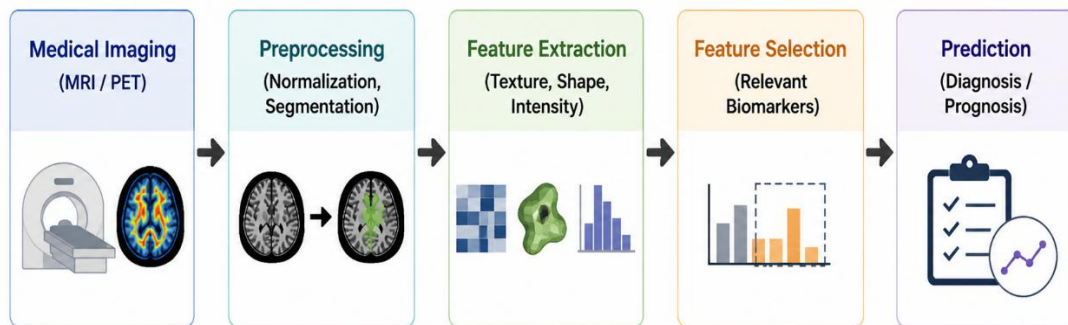 Medical Imaging
(MRI / PET)
Preprocessing
(Normalization,
Segmentation)
Feature Extraction
(Texture, Shape,
Intensity)
Feature Selection
(Relevant
Biomarkers)
Prediction
(Diagnosis /
Prognosis)